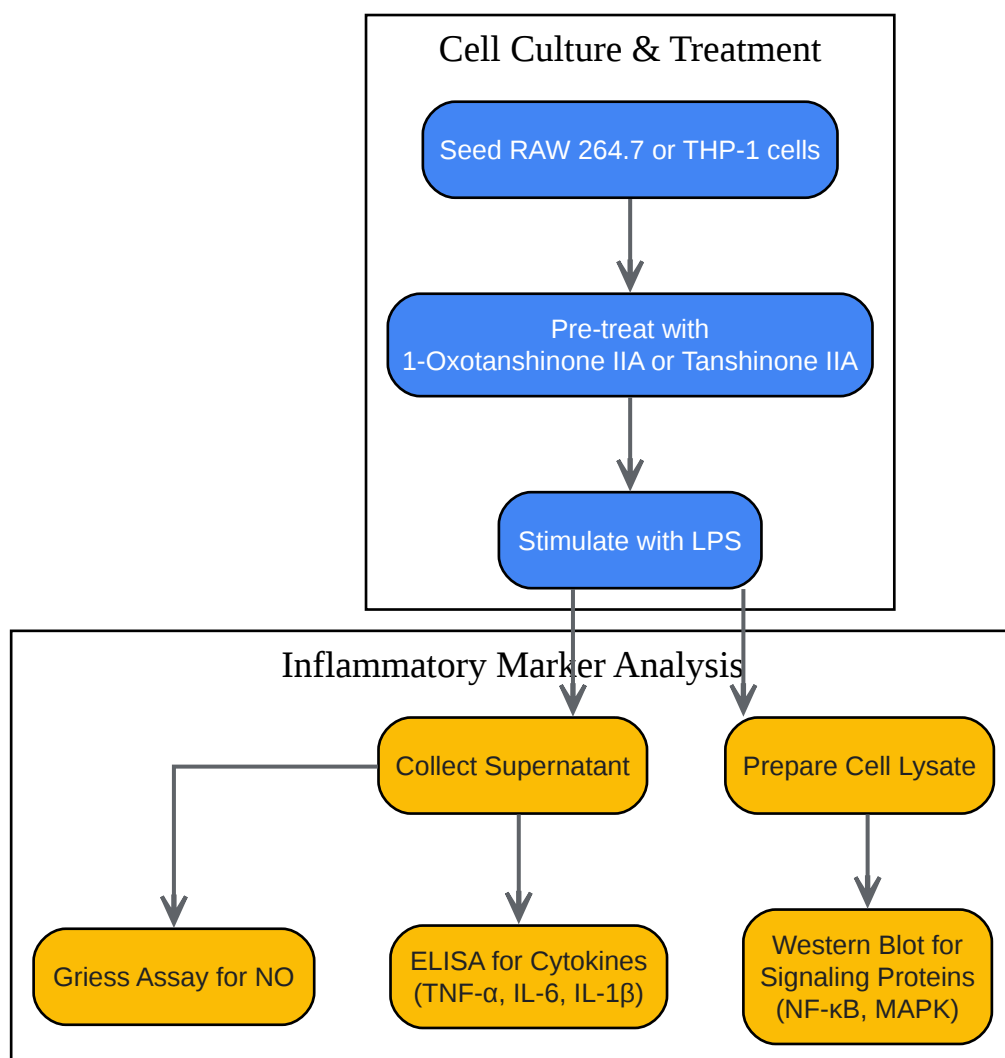 Cell Culture & Treatment
Seed RAW 264.7 or THP-1 cells
Pre-treat with
1-Oxotanshinone IIA or Tanshinone IIA
Stimulate with LPS
Inflammatory Marker Analysis
Collect Supernatant
Prepare Cell Lysate
Griess Assay for NO
ELISA for Cytokines
(TNF-α, IL-6, IL-1β)
Western Blot for
Signaling Proteins
(NF-κB, MAPK)